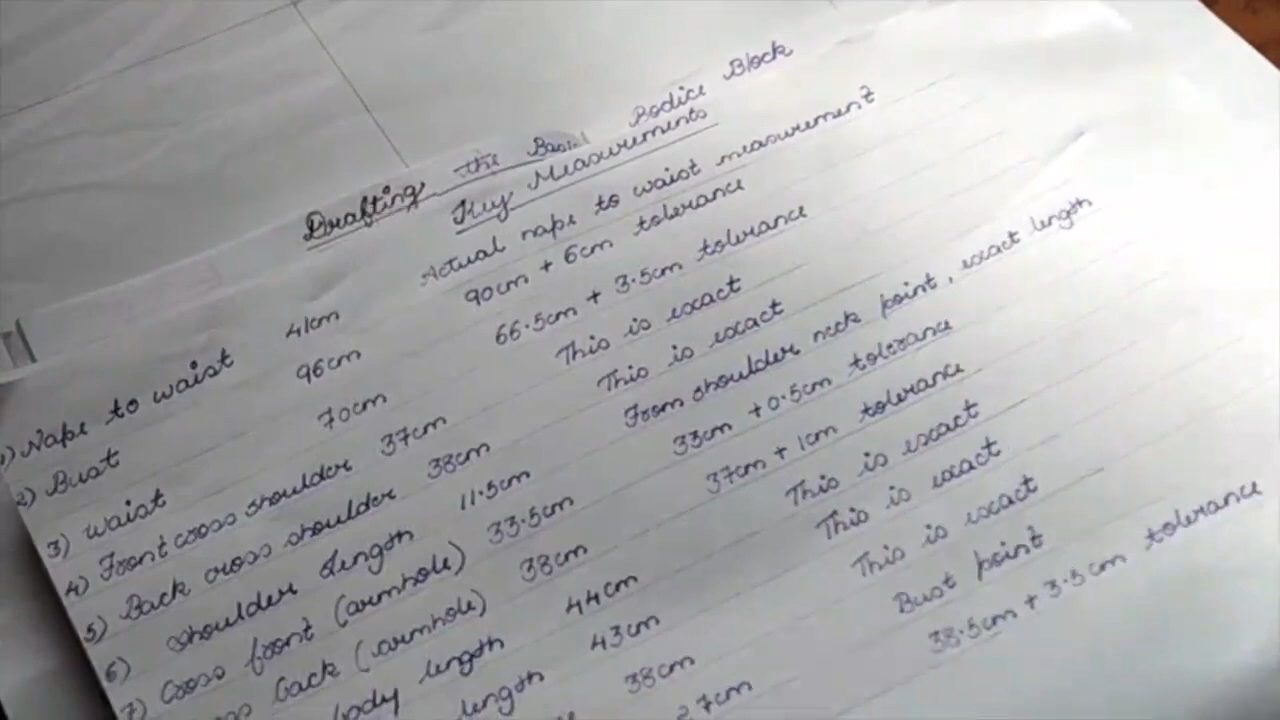 Drafting the Basic Bodice Block
Key Measurements
1) Nape to waist 41cm Actual nape to waist measurement
2) Bust 96cm 90cm + 6cm tolerance
3) waist 70cm 66.5cm + 3.5cm tolerance
4) Front cross shoulder 37cm This is exact
5) Back cross shoulder 38cm This is exact
6) shoulder length 11.5cm From shoulder neck point, exact length
7) Cross front (armhole) 33.5cm 33cm + 0.5cm tolerance
back (armhole) 38cm 37cm + 1cm tolerance
length 44cm This is exact
length 43cm This is exact
38cm This is exact
27cm Bust point
38.5cm + 3.5cm tolerance